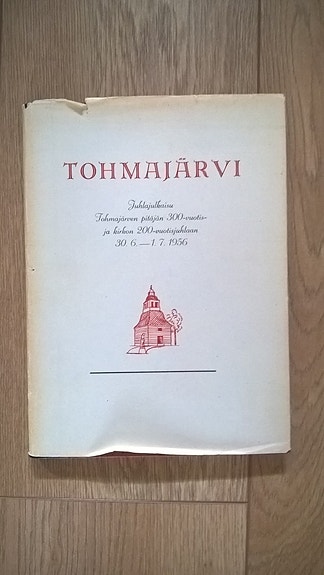 TOHMAJÄRVI
Juhlajulkaisu
Tohmajärven pitäjän 300-vuotis-
ja kirkon 200-vuotisjuhlaan
30. 6.—1. 7. 1956